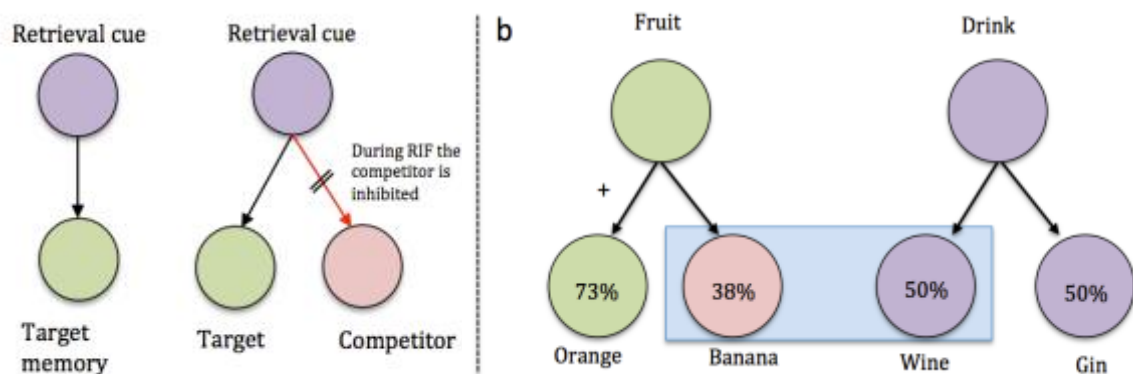 Retrieval cue
Target
memory
Retrieval cue
During RIF the
competitor is
inhibited
Target
Competitor
b
Fruit
Drink
+
73%
38%
50%
50%
Orange
Banana
Wine
Gin